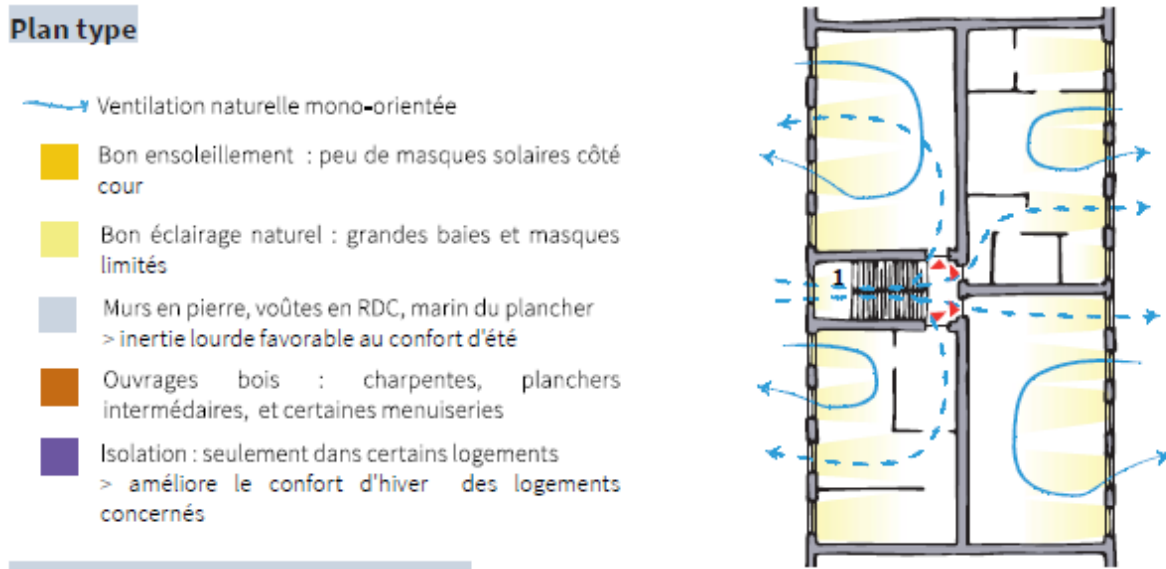 Plan type
Ventilation naturelle mono-orientée
Bon ensoleillement : peu de masques solaires côté
cour
Bon éclairage naturel : grandes baies et masques
limités
Murs en pierre, voûtes en RDC, marin du plancher
> inertie lourde favorable au confort d'été
Ouvrages bois : charpentes, planchers
intermédaires, et certaines menuiseries
Isolation : seulement dans certains logements
> améliore le confort d'hiver des logements
concernés
1